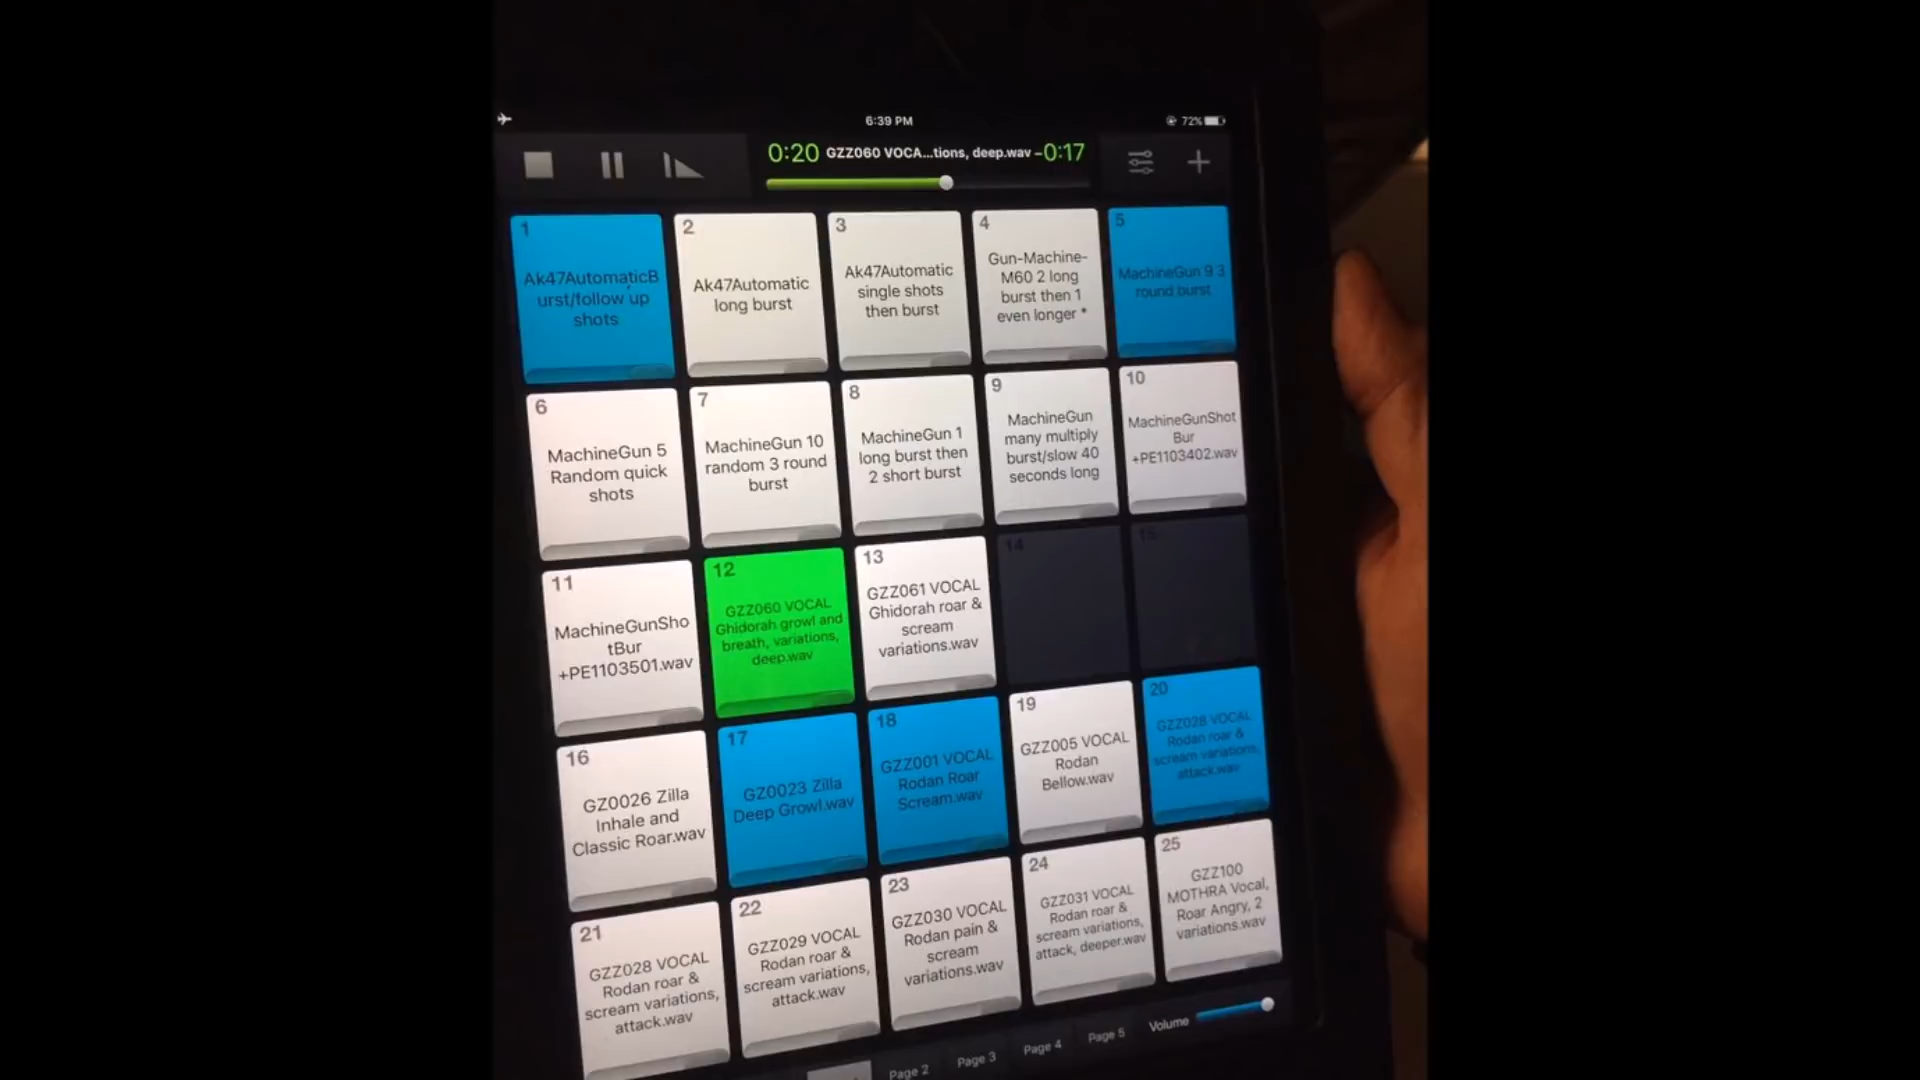 6:39 PM
72%
0:20 GZZ060 VOCA...tions, deep.wav -0:17
1
Ak47AutomaticB
urst/follow up
shots
2
Ak47Automatic
long burst
3
Ak47Automatic
single shots
then burst
4
Gun-Machine-
M60 2 long
burst then 1
even longer *
5
MachineGun 9 3
round burst
6
MachineGun 5
Random quick
shots
7
MachineGun 10
random 3 round
burst
8
MachineGun 1
long burst then
2 short burst
9
MachineGun
many multiply
burst/slow 40
seconds long
10
MachineGunShot
Bur
+PE1103402.wav
11
MachineGunSho
tBur
+PE1103501.wav
12
GZZ060 VOCAL
Ghidorah growl and
breath, variations,
deep.wav
13
GZZ061 VOCAL
Ghidorah roar &
scream
variations.wav
14
15
16
GZ0026 Zilla
Inhale and
Classic Roar.wav
17
GZ0023 Zilla
Deep Growl.wav
18
GZZ001 VOCAL
Rodan Roar
Scream.wav
19
GZZ005 VOCAL
Rodan
Bellow.wav
20
GZZ028 VOCAL
Rodan roar &
scream variations,
attack.wav
21
GZZ028 VOCAL
Rodan roar &
scream variations,
attack.wav
22
GZZ029 VOCAL
Rodan roar &
scream variations,
attack.wav
23
GZZ030 VOCAL
Rodan pain &
scream
variations.wav
24
GZZ031 VOCAL
Rodan roar &
scream variations,
attack, deeper.wav
25
GZZ100
MOTHRA Vocal,
Roar Angry, 2
variations.wav
Page 2
Page 3
Page 4
Page 5
Volume